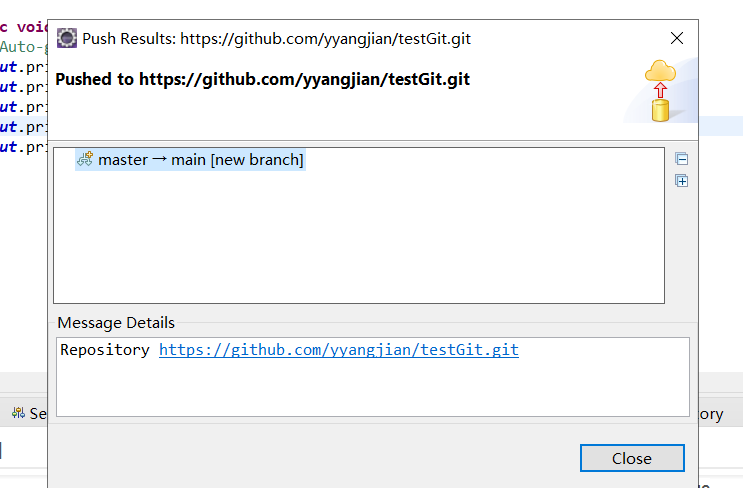 c void
Auto-g
Push Results: https://github.com/yyangjian/testGit.git
ut.pri
Pushed to https://github.com/yyangjian/testGit.git
ut.pri
ut.pri
ut.pri
ut.pri
master → main [new branch]
Message Details
Repository https://github.com/yyangjian/testGit.git
Se
ory
Close